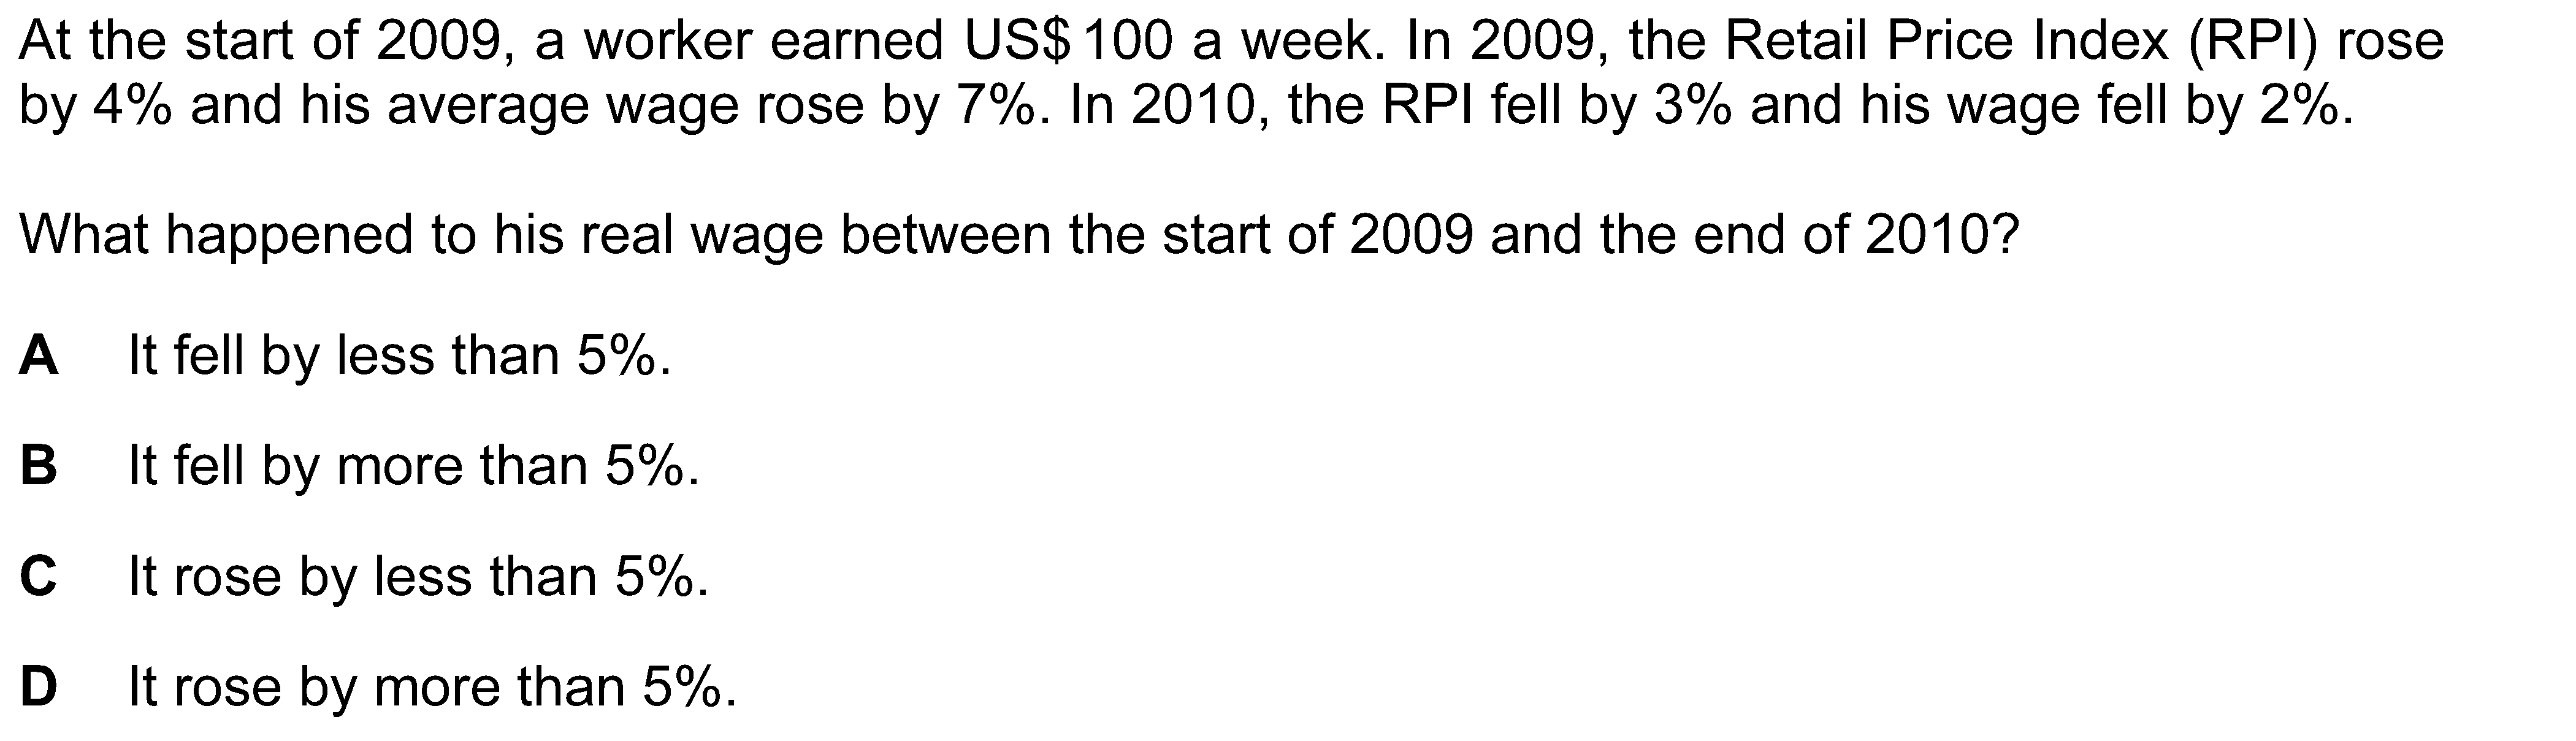 At the start of 2009, a worker earned US$ 100 a week. In 2009, the Retail Price Index (RPI) rose
by 4% and his average wage rose by 7%. In 2010, the RPI fell by 3% and his wage fell by 2%.
What happened to his real wage between the start of 2009 and the end of 2010?
A It fell by less than 5%.
B It fell by more than 5%.
C It rose by less than 5%.
D It rose by more than 5%.